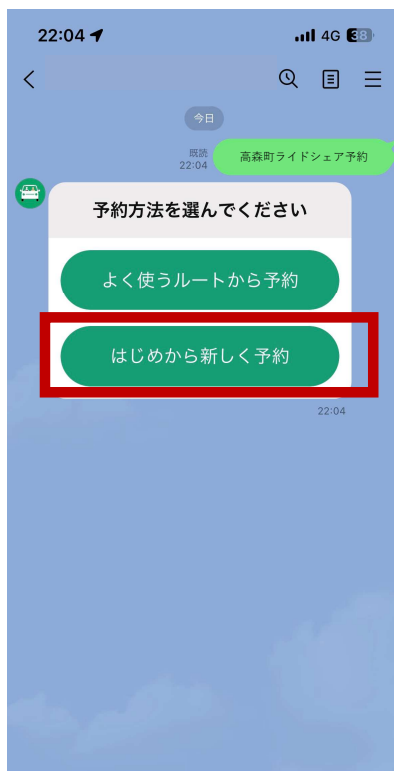 22:04
4G 38
今日
既読
22:04
高森町ライドシェア予約
予約方法を選んでください
よく使うルートから予約
はじめから新しく予約
22:04